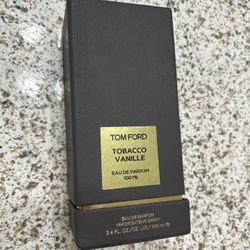 TOM FORD
TOBACCO
VANILLE
EAU DE PARFUM
100 ML
EAU DE PARFUM
VAPORISATEUR SPRAY
3.4 FL. OZ./OZ. LIQ./100 ml ℮